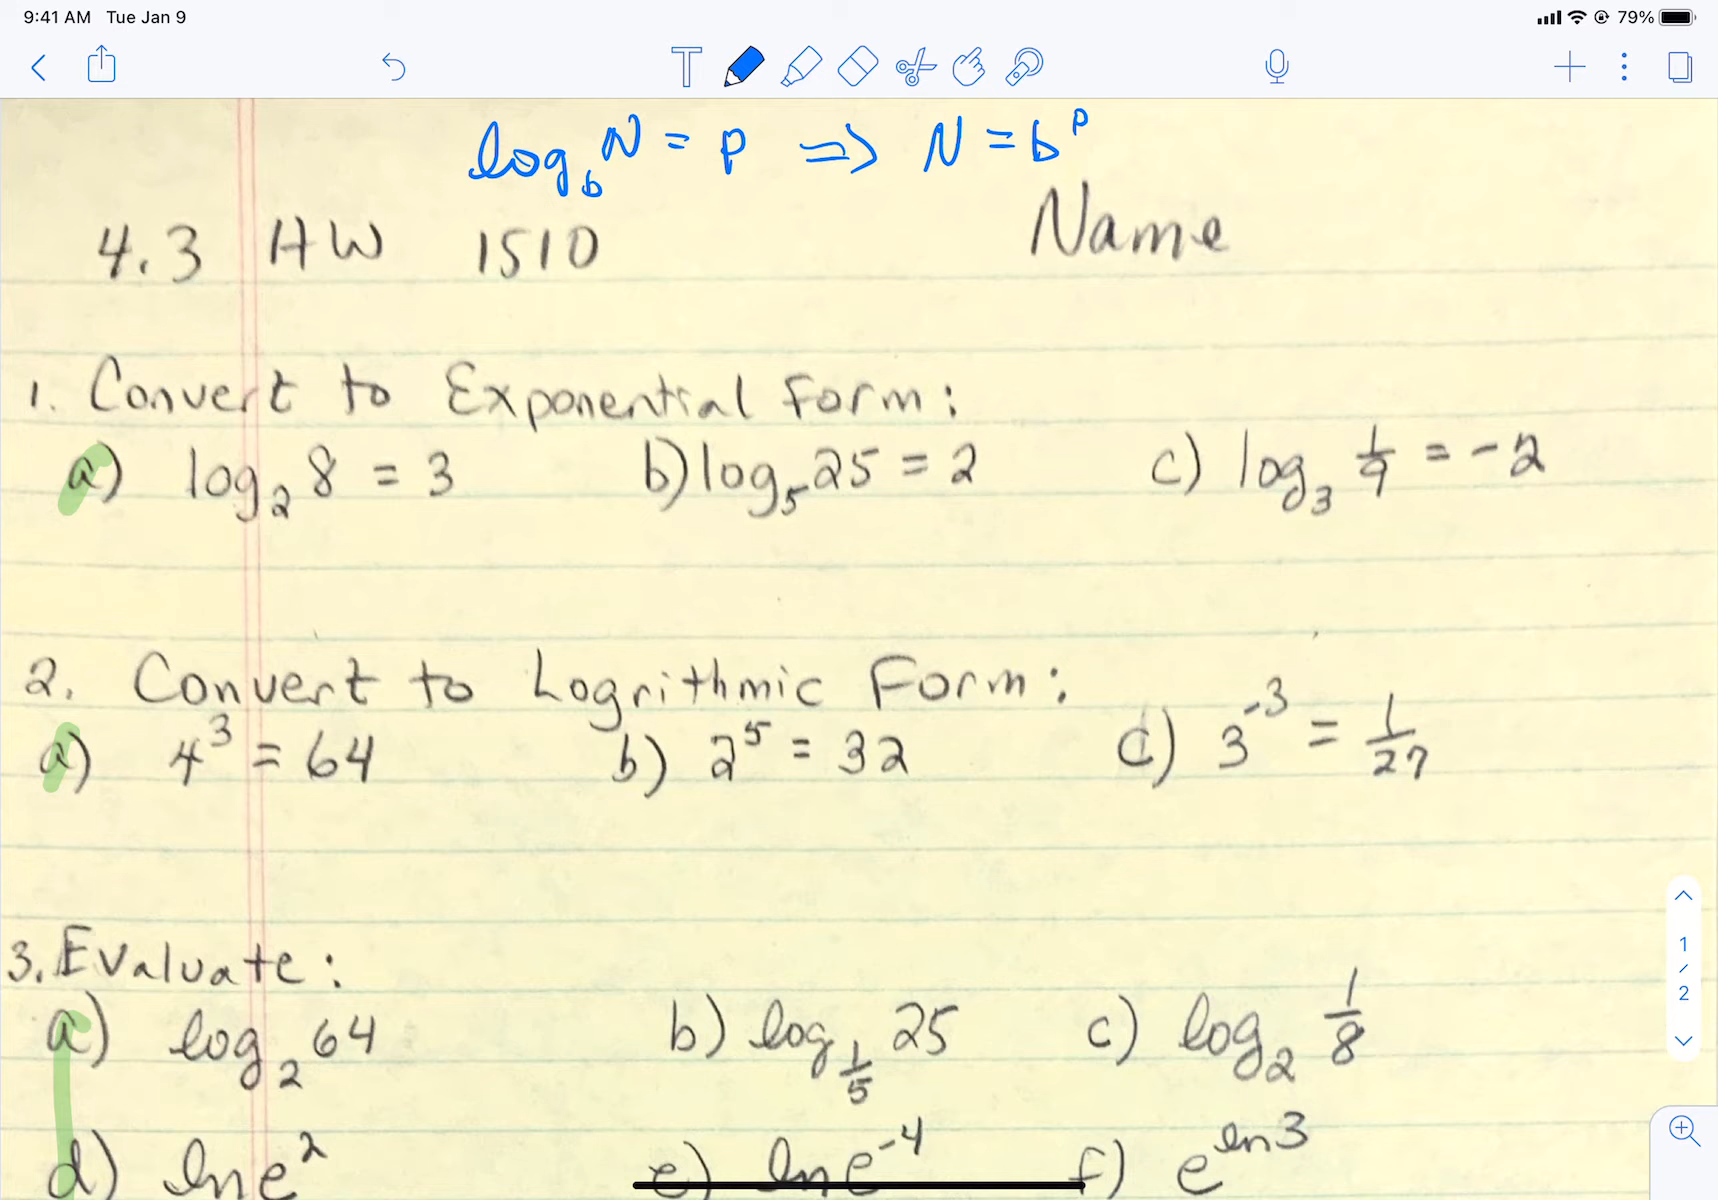 9:41 AM Tue Jan 9 79%
T
log_b N = p ⇒ N = b^p
4.3 HW 1510 Name
1. Convert to Exponential Form:
a) log_2 8 = 3 b) log_5 25 = 2 c) log_3 1/9 = -2
2. Convert to Logrithmic Form:
a) 4^3 = 64 b) 2^5 = 32 c) 3^-3 = 1/27
3. Evaluate:
a) log_2 64 b) log_1/5 25 c) log_2 1/8
d) ln e^2 e) ln e^-4 f) e^ln3
1 / 2